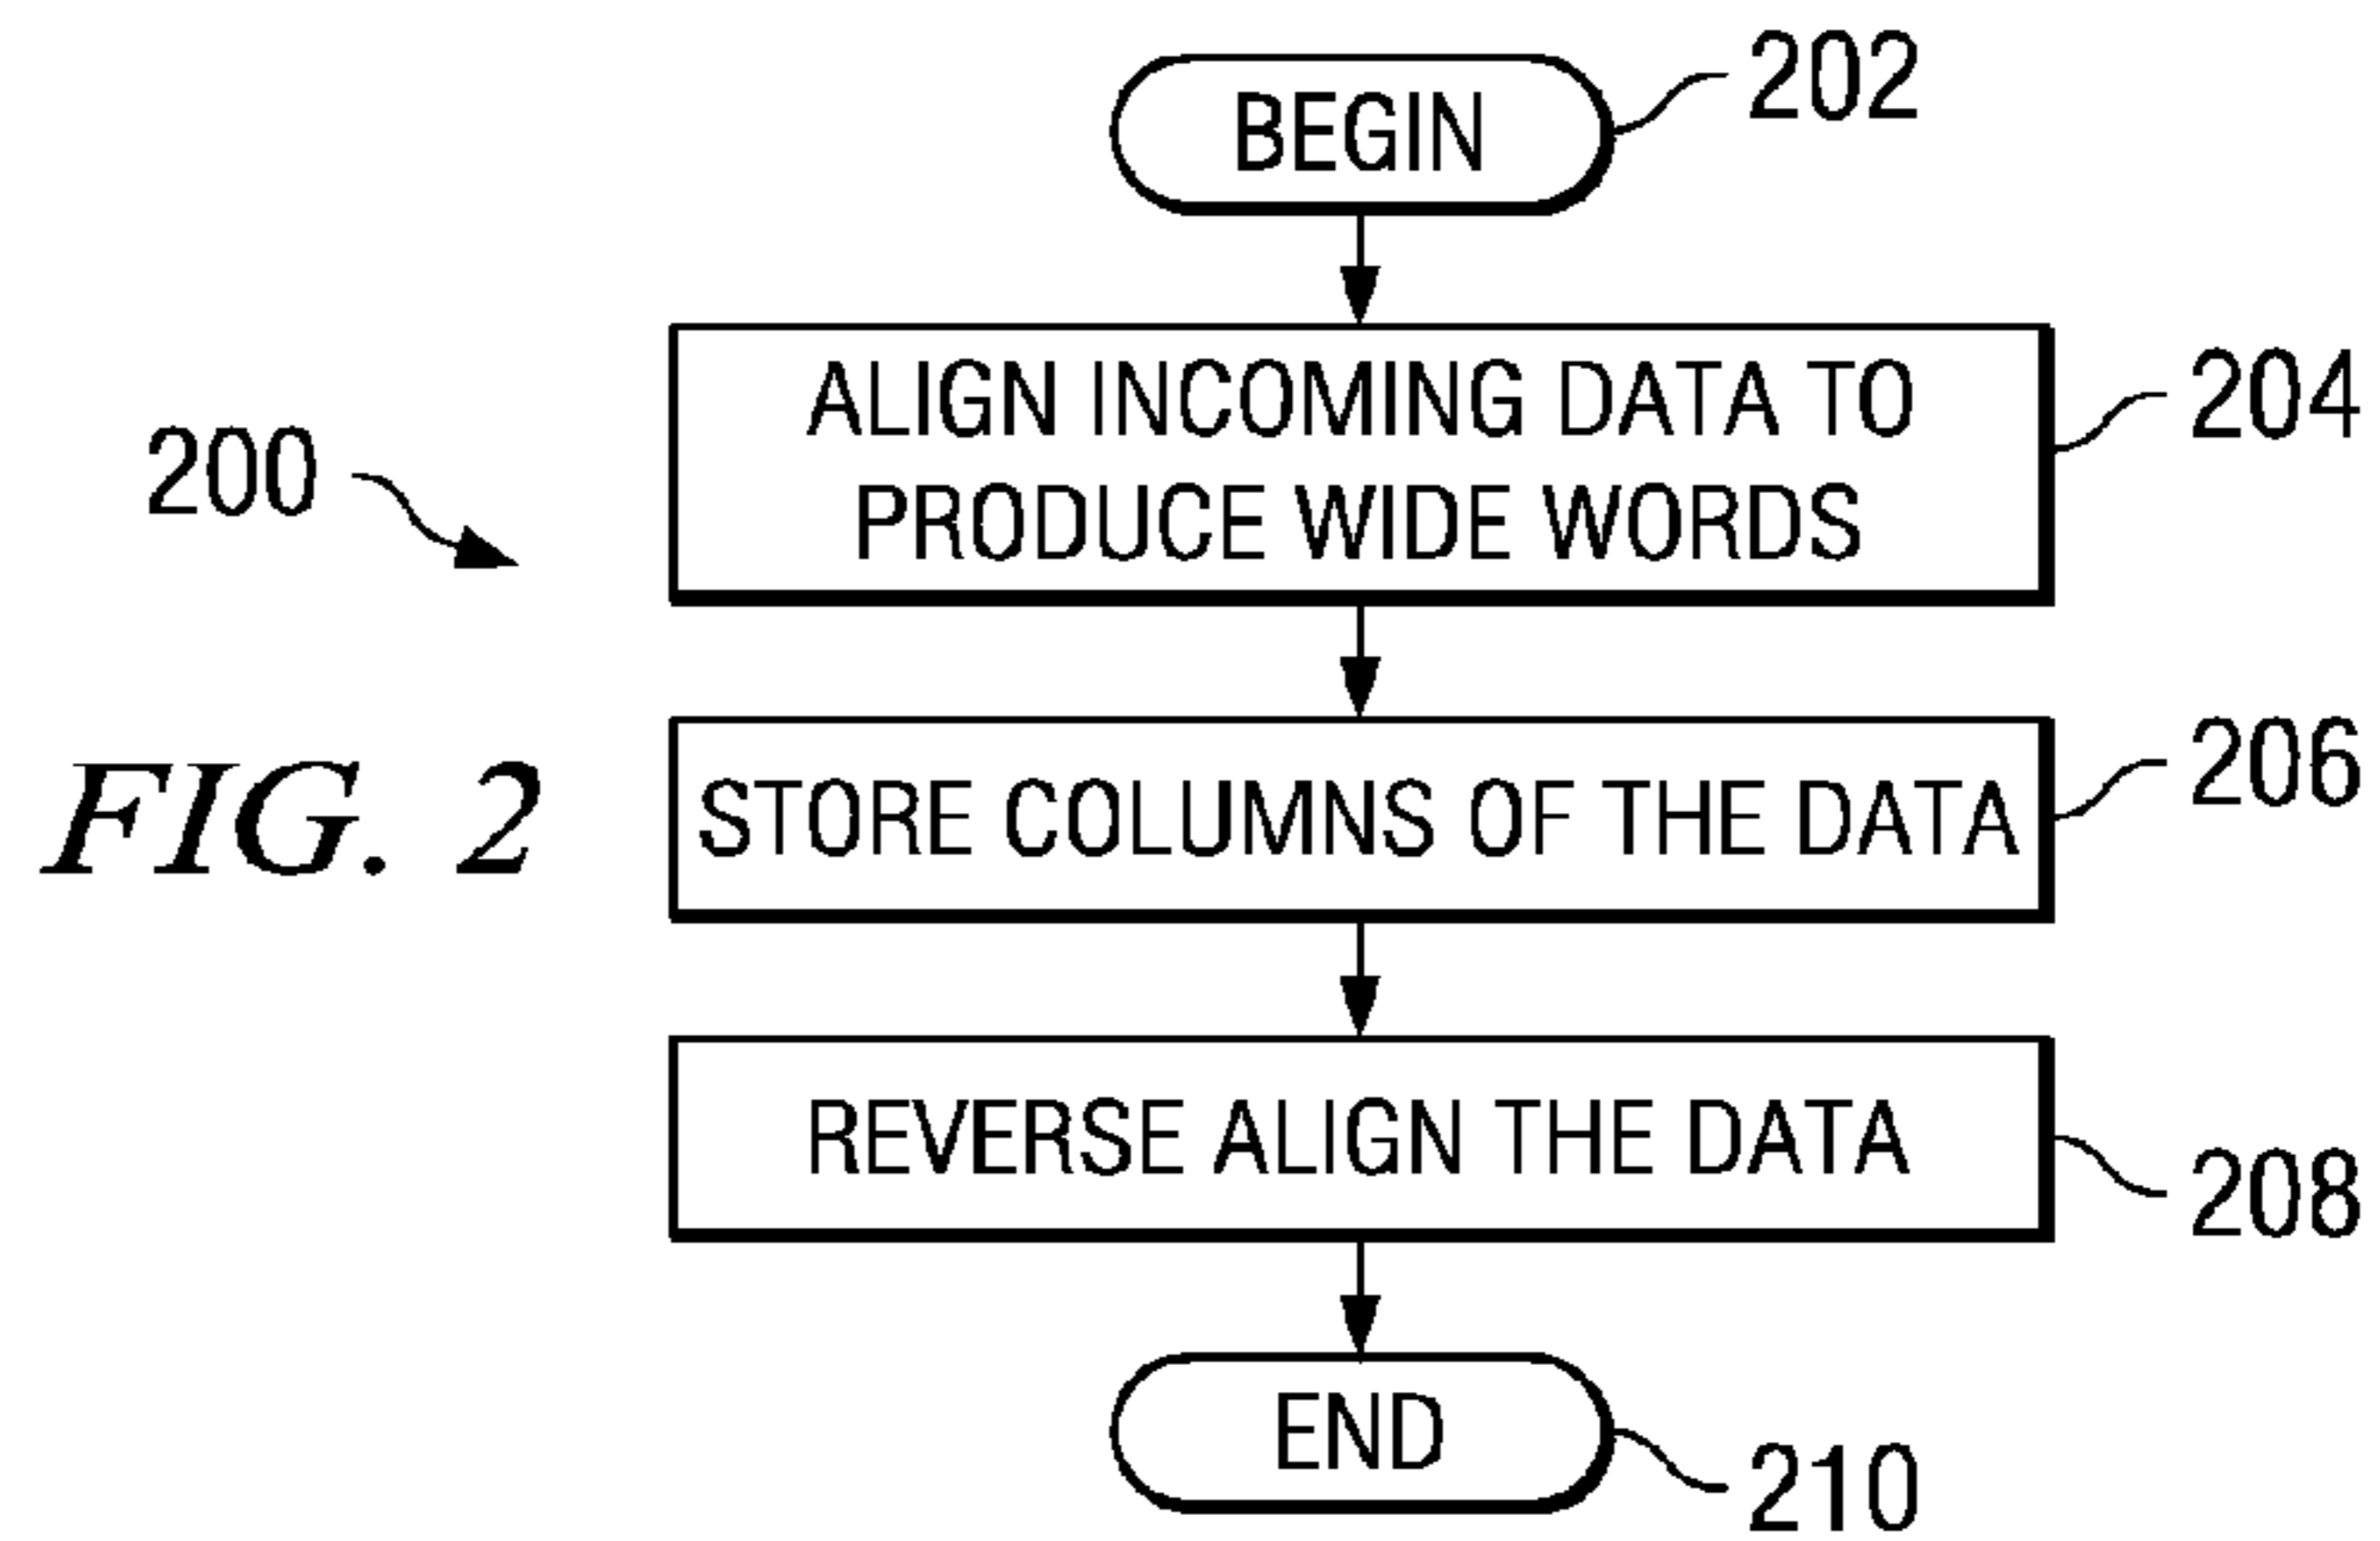 BEGIN
202
ALIGN INCOMING DATA TO
PRODUCE WIDE WORDS
204
200
STORE COLUMNS OF THE DATA
206
FIG. 2
REVERSE ALIGN THE DATA
208
END
210